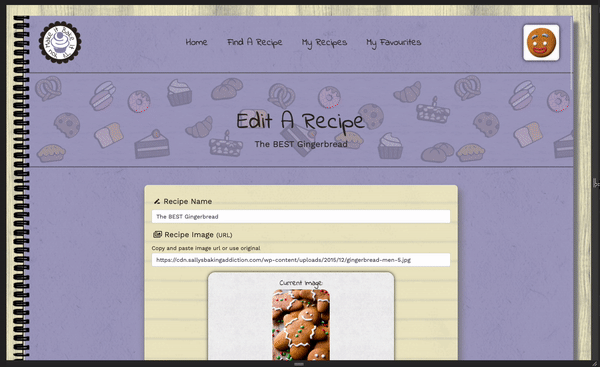 Home Find A Recipe My Recipes My Favourites
Edit A Recipe
The BEST Gingerbread
Recipe Name
The BEST Gingerbread
Recipe Image (URL)
Copy and paste image url or use original
https://cdn.sallysbakingaddiction.com/wp-content/uploads/2015/12/gingerbread-men-5.jpg
Current Image: